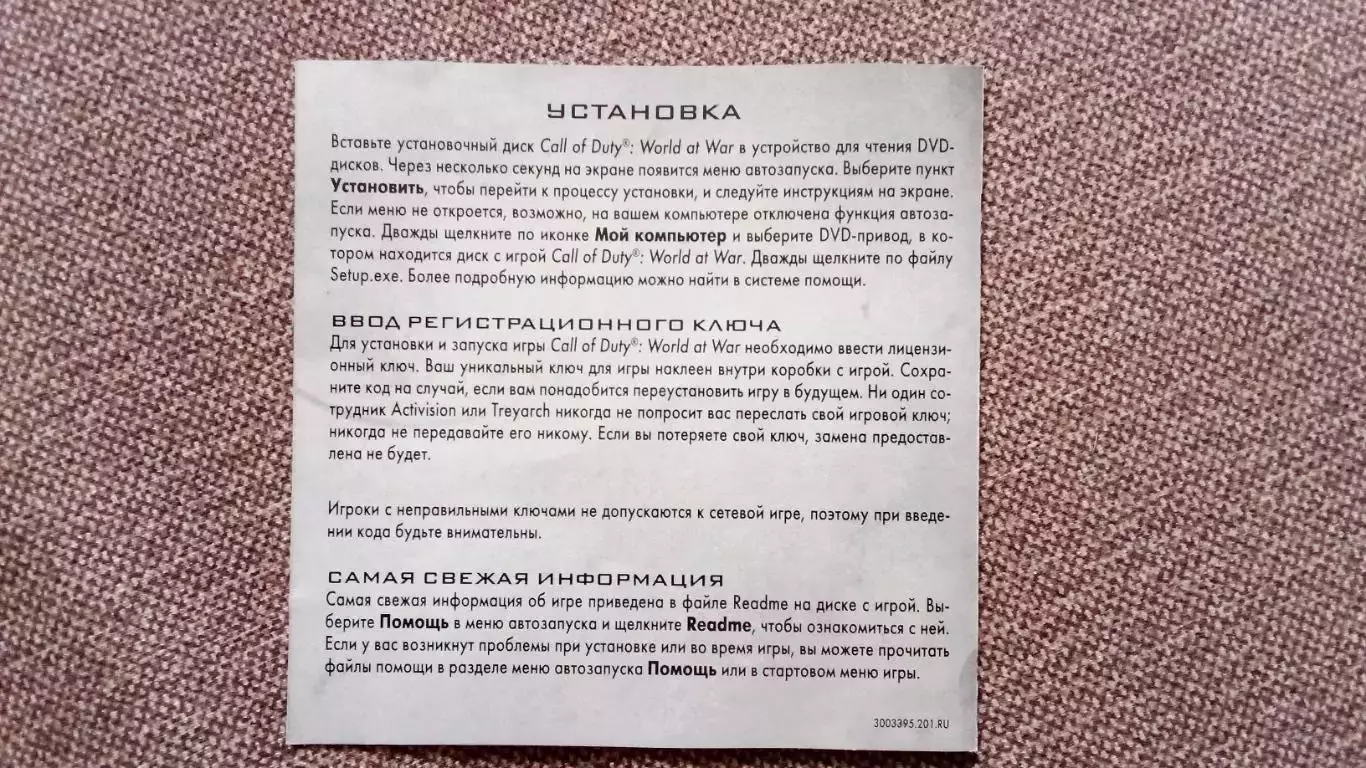 УСТАНОВКА
Вставьте установочный диск Call of Duty®: World at War в устройство для чтения DVD-
дисков. Через несколько секунд на экране появится меню автозапуска. Выберите пункт
Установить, чтобы перейти к процессу установки, и следуйте инструкциям на экране.
Если меню не откроется, возможно, на вашем компьютере отключена функция автоза-
пуска. Дважды щелкните по иконке Мой компьютер и выберите DVD-привод, в ко-
тором находится диск с игрой Call of Duty®: World at War. Дважды щелкните по файлу
Setup.exe. Более подробную информацию можно найти в системе помощи.
ВВОД РЕГИСТРАЦИОННОГО КЛЮЧА
Для установки и запуска игры Call of Duty®: World at War необходимо ввести лицензи-
онный ключ. Ваш уникальный ключ для игры наклеен внутри коробки с игрой. Сохра-
ните код на случай, если вам понадобится переустановить игру в будущем. Ни один со-
трудник Activision или Treyarch никогда не попросит вас переслать свой игровой ключ;
никогда не передавайте его никому. Если вы потеряете свой ключ, замена предостав-
лена не будет.
Игроки с неправильными ключами не допускаются к сетевой игре, поэтому при введе-
нии кода будьте внимательны.
САМАЯ СВЕЖАЯ ИНФОРМАЦИЯ
Самая свежая информация об игре приведена в файле Readme на диске с игрой. Вы-
берите Помощь в меню автозапуска и щелкните Readme, чтобы ознакомиться с ней.
Если у вас возникнут проблемы при установке или во время игры, вы можете прочитать
файлы помощи в разделе меню автозапуска Помощь или в стартовом меню игры.
3003395.201.RU